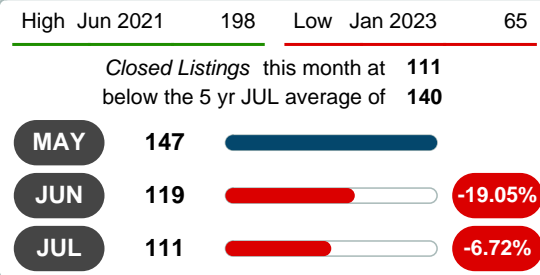 High Jun 2021 198 Low Jan 2023 65
Closed Listings this month at 111
below the 5 yr JUL average of 140
MAY 147
JUN 119 -19.05%
JUL 111 -6.72%